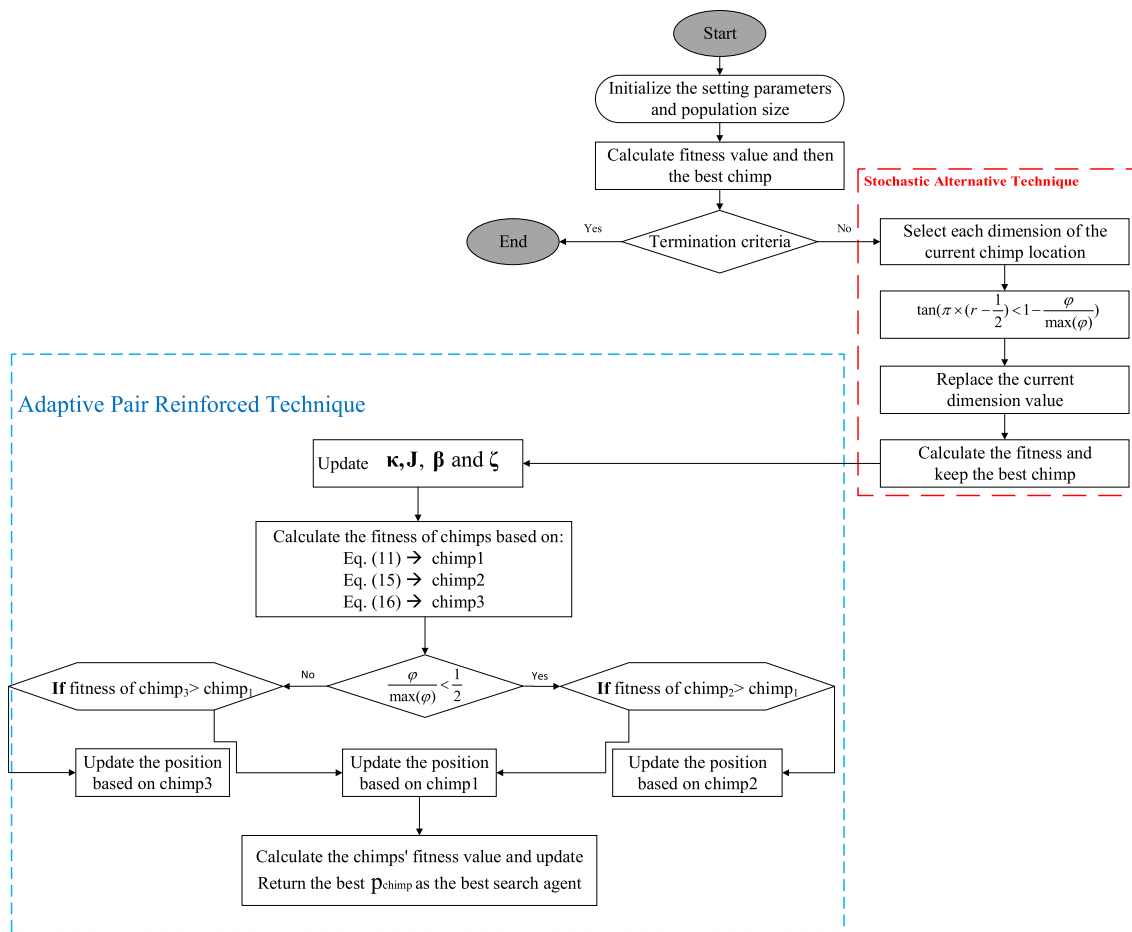 Start
Initialize the setting parameters
and population size
Calculate fitness value and then
the best chimp
Termination criteria
Yes
No
End
Stochastic Alternative Technique
Select each dimension of the
current chimp location
tan(π×(r−1/2)<1−φ/max(φ))
Replace the current
dimension value
Calculate the fitness and
keep the best chimp
Adaptive Pair Reinforced Technique
Update κ,J, β and ζ
Calculate the fitness of chimps based on:
Eq. (11) → chimp1
Eq. (15) → chimp2
Eq. (16) → chimp3
φ/max(φ)<1/2
No
Yes
If fitness of chimp₃> chimp₁
If fitness of chimp₂> chimp₁
Update the position
based on chimp3
Update the position
based on chimp1
Update the position
based on chimp2
Calculate the chimps' fitness value and update
Return the best pchimp as the best search agent